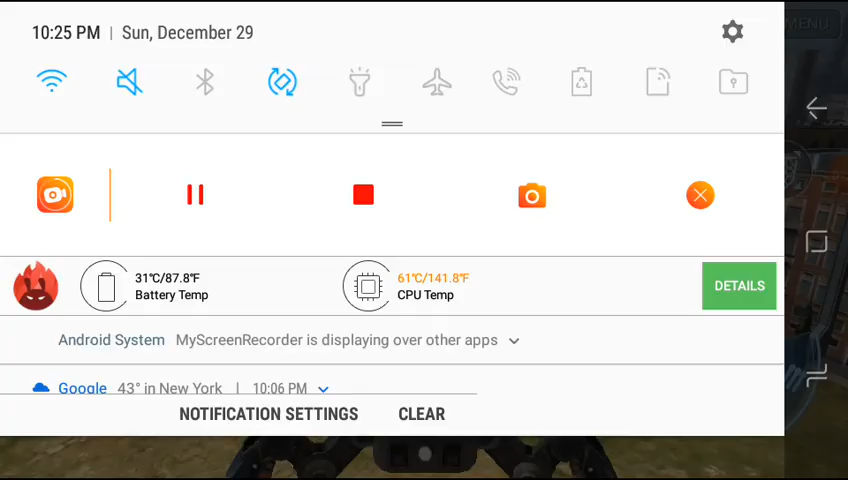 10:25 PM | Sun, December 29
MENU
31°C/87.8°F
Battery Temp
61°C/141.8°F
CPU Temp
DETAILS
Android System MyScreenRecorder is displaying over other apps
Google 43° in New York | 10:06 PM
NOTIFICATION SETTINGS CLEAR